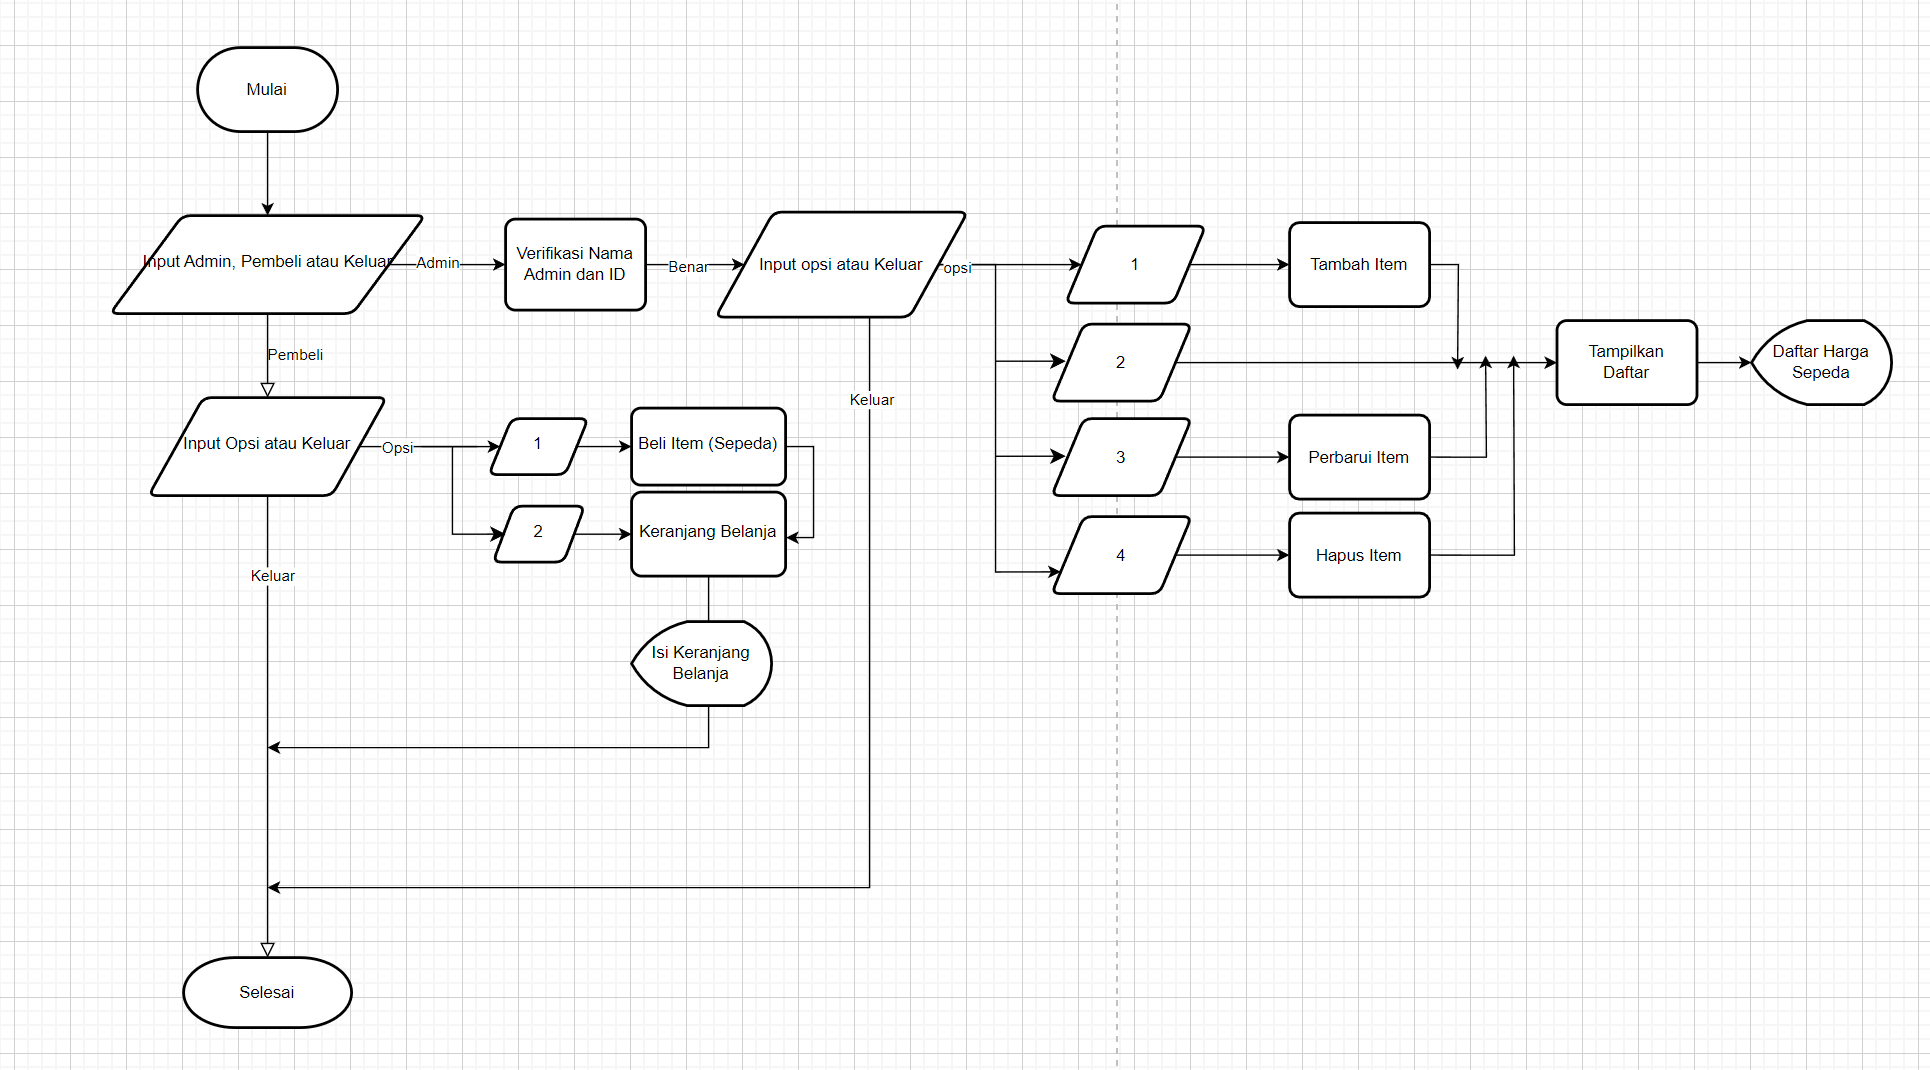 Mulai
Input Admin, Pembeli atau Keluar
Admin
Verifikasi Nama
Admin dan ID
Benar
Input opsi atau Keluar
opsi
1
Tambah Item
2
Tampilkan
Daftar
Daftar Harga
Sepeda
3
Perbarui Item
4
Hapus Item
Keluar
Pembeli
Input Opsi atau Keluar
Opsi
1
Beli Item (Sepeda)
2
Keranjang Belanja
Keluar
Isi Keranjang
Belanja
Selesai